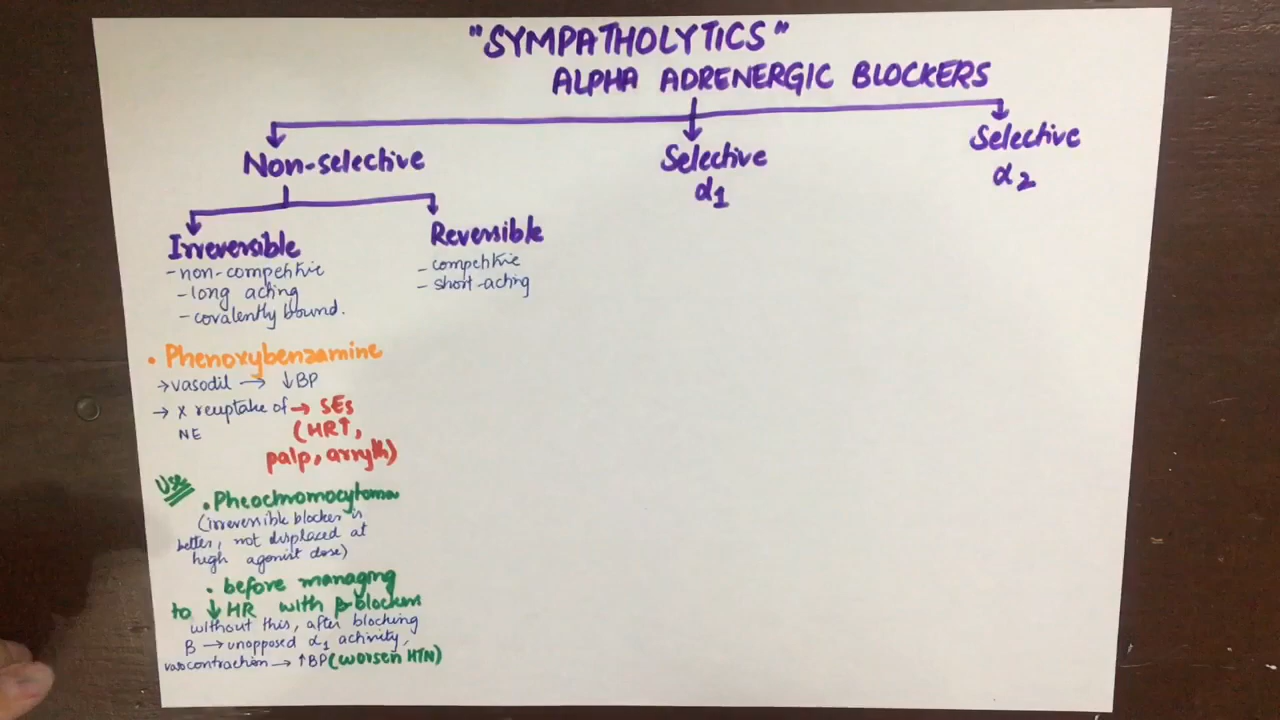 "SYMPATHOLYTICS"
ALPHA ADRENERGIC BLOCKERS
Non-selective
Selective
α1
Selective
α2
Irreversible
- non-competitive
- long acting
- covalently bound.
Reversible
- competitive
- short-acting
• Phenoxybenzamine
→ vasodil → ↓BP
→ x reuptake of → SEs
NE (HR↑,
palp, arryth)
Use
• Pheochromocytoma
(irreversible blocker is
better, not displaced at
high agonist dose)
• before managing
to ↓ HR with β-blockers
without this, after blocking
β → unopposed α1 activity,
vasocontraction → ↑BP (worsen HTN)